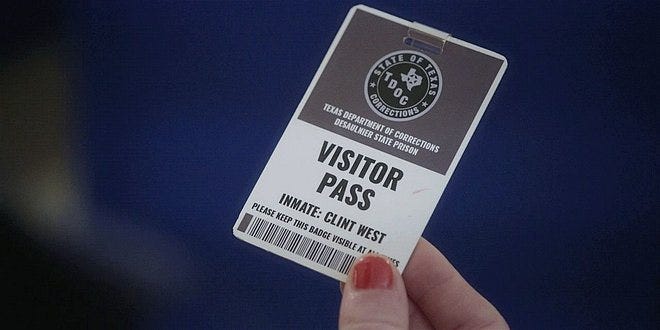 STATE OF TEXAS
TDOC
CORRECTIONS
TEXAS DEPARTMENT OF CORRECTIONS
DESAULNIER STATE PRISON
VISITOR
PASS
INMATE: CLINT WEST
PLEASE KEEP THIS BADGE VISIBLE AT